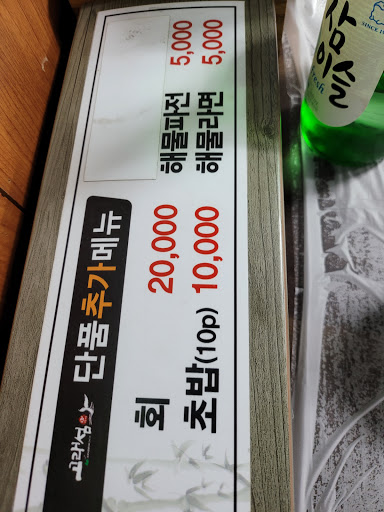 고래섬
단품추가메뉴
회 20,000
초밥(10p) 10,000
해물파전 5,000
해물라면 5,000
참이슬
fresh